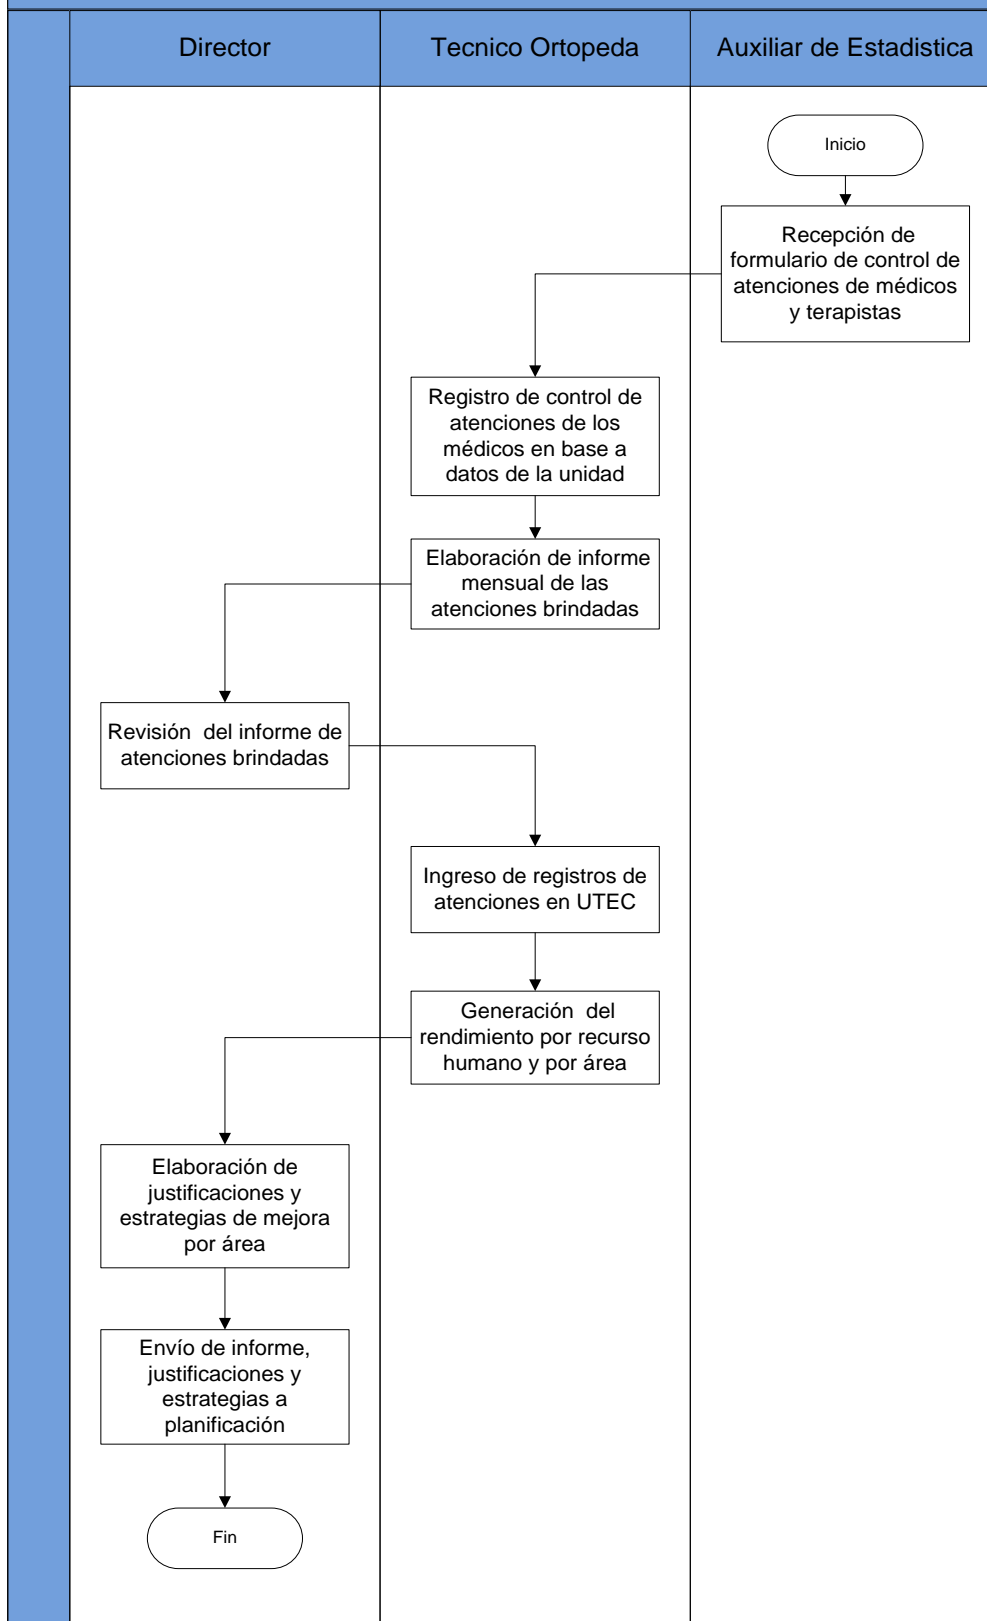 Director
Tecnico Ortopeda
Auxiliar de Estadistica
Inicio
Recepción de
formulario de control de
atenciones de médicos
y terapistas
Registro de control de
atenciones de los
médicos en base a
datos de la unidad
Elaboración de informe
mensual de las
atenciones brindadas
Revisión  del informe de
atenciones brindadas
Ingreso de registros de
atenciones en UTEC
Generación  del
rendimiento por recurso
humano y por área
Elaboración de
justificaciones y
estrategias de mejora
por área
Envío de informe,
justificaciones y
estrategias a
planificación
Fin